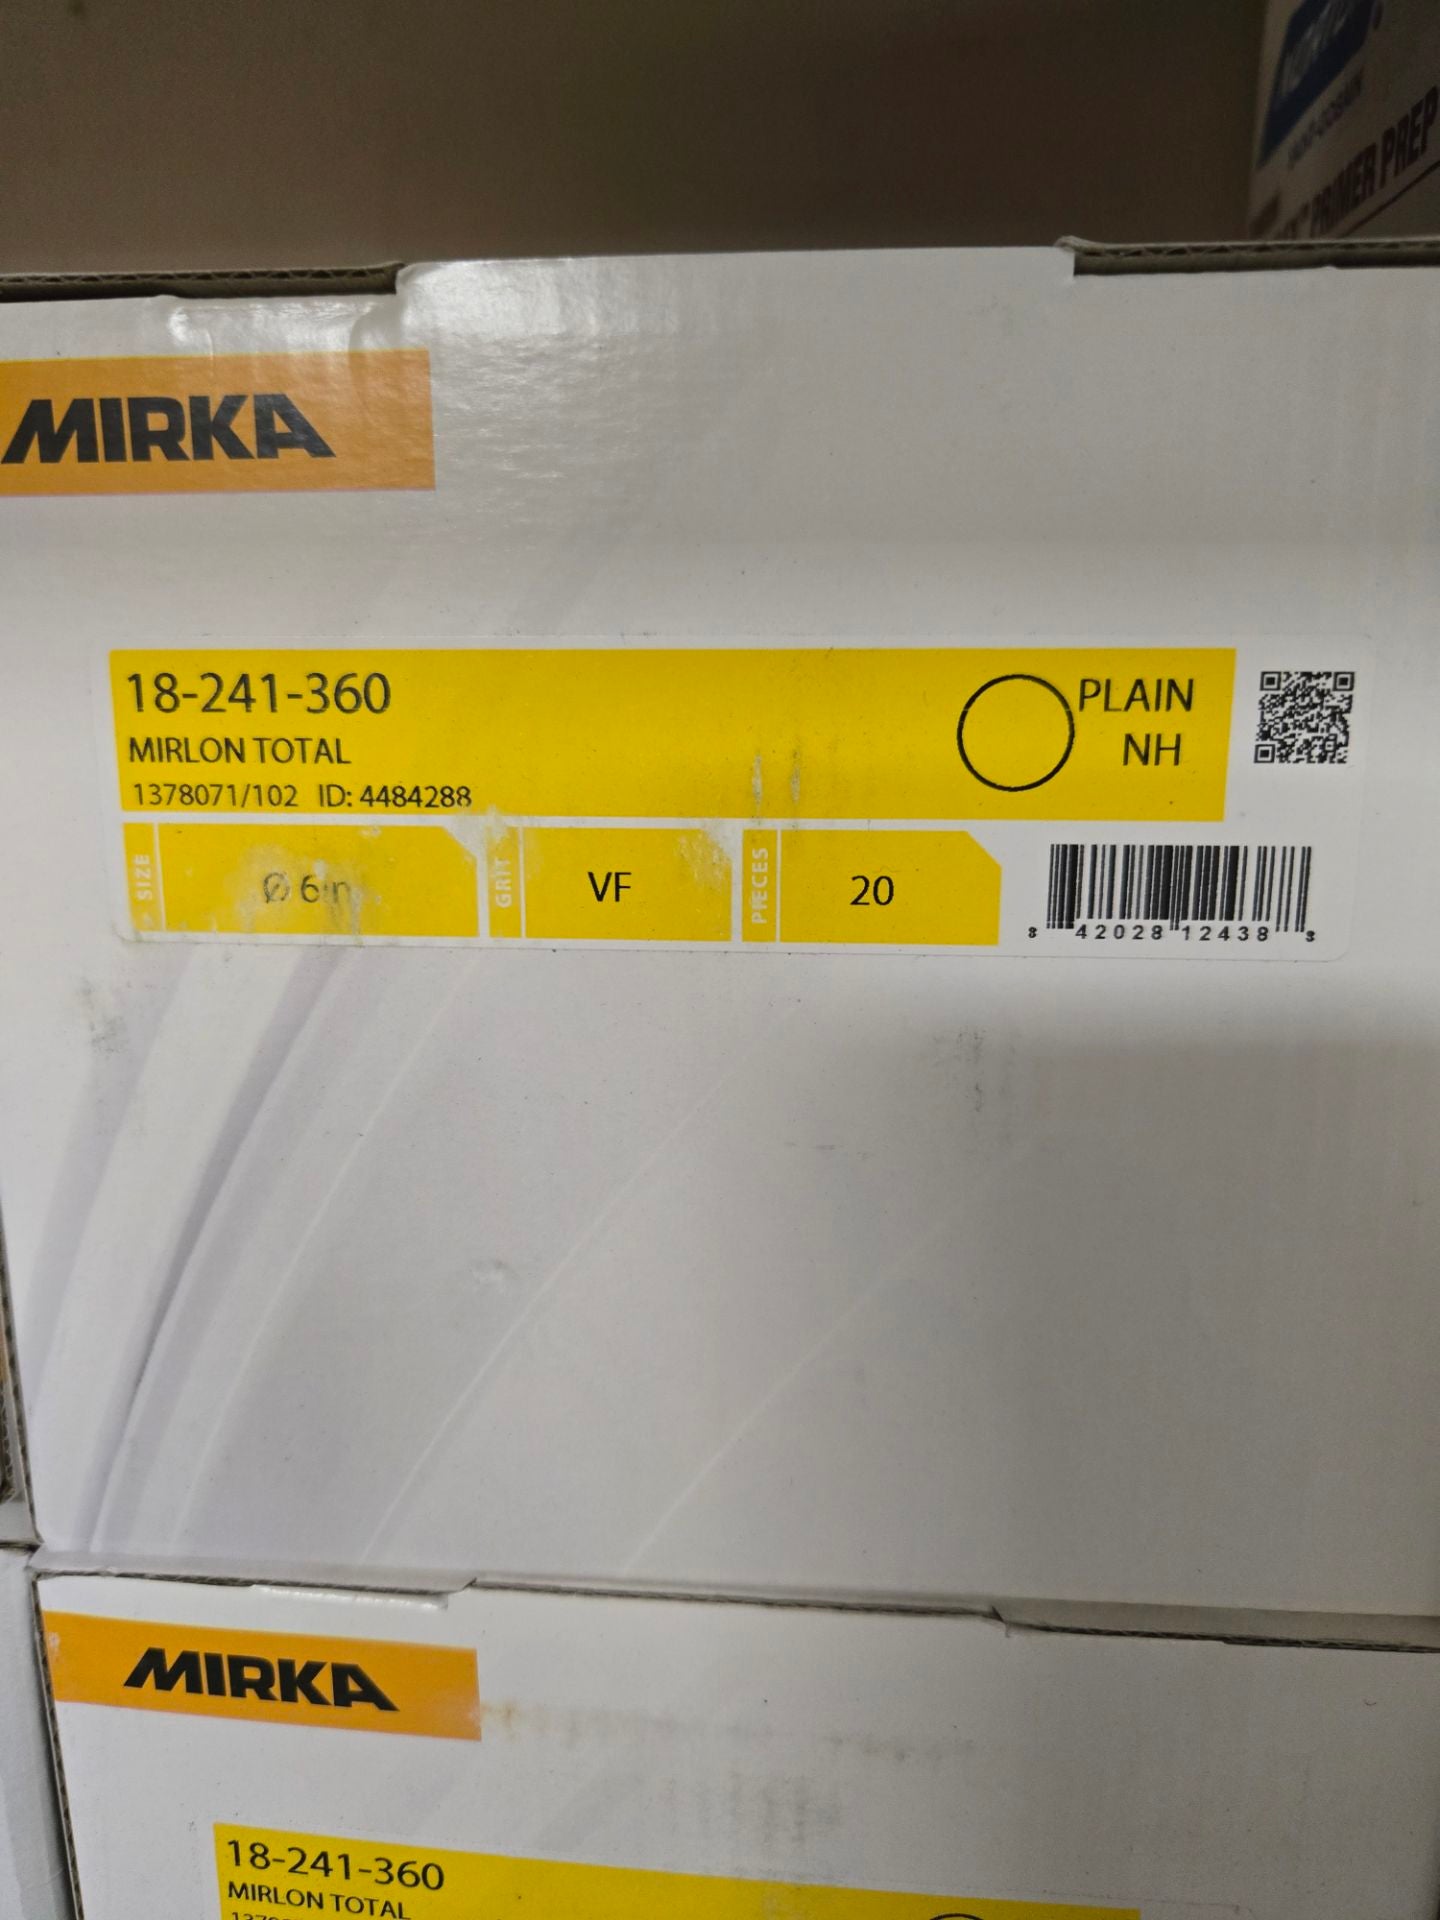 PRIMER PREP
MIRKA
18-241-360
MIRLON TOTAL
1378071/102 ID: 4484288
PLAIN
NH
SIZE
Ø 6 in
GRIT
VF
PIECES
20
8 42028 12438 3
MIRKA
18-241-360
MIRLON TOTAL